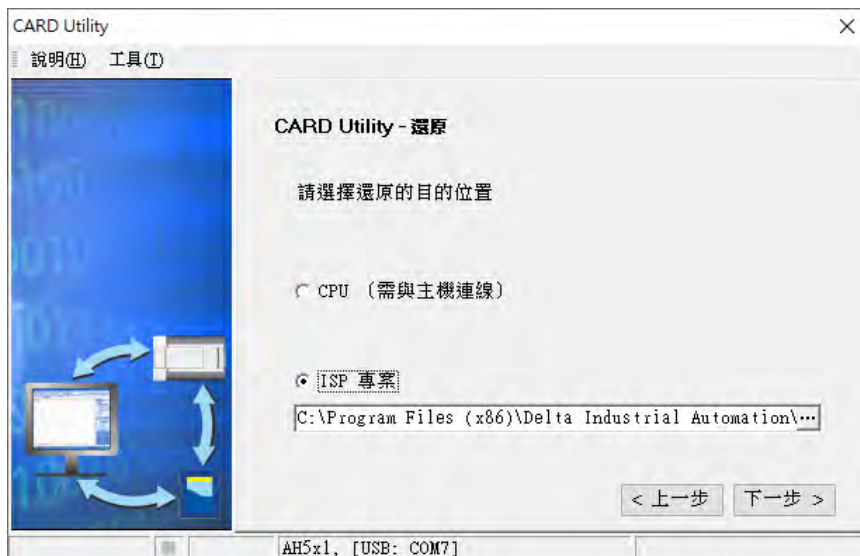 CARD Utility
說明(H) 工具(T)
CARD Utility - 還原
請選擇還原的目的位置
CPU （需與主機連線）
ISP 專案
C:\Program Files (x86)\Delta Industrial Automation\...
< 上一步 下一步 >
AH5x1, [USB: COM7]